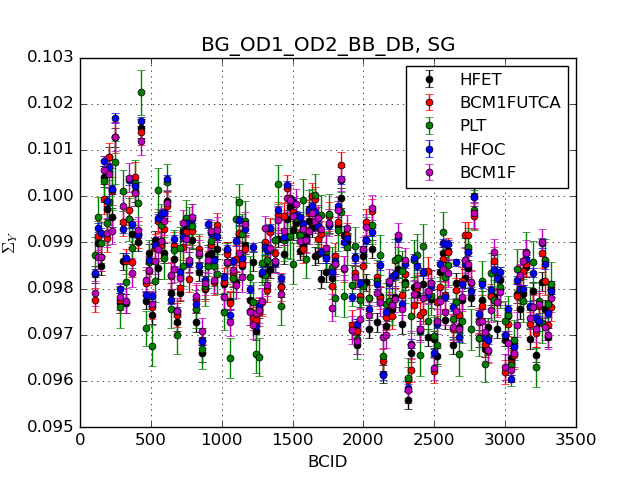 BG_OD1_OD2_BB_DB, SG
0.103
0.102
0.101
0.100
0.099
0.098
0.097
0.096
0.095
Σ_Y
HFET
BCM1FUTCA
PLT
HFOC
BCM1F
0 500 1000 1500 2000 2500 3000 3500
BCID